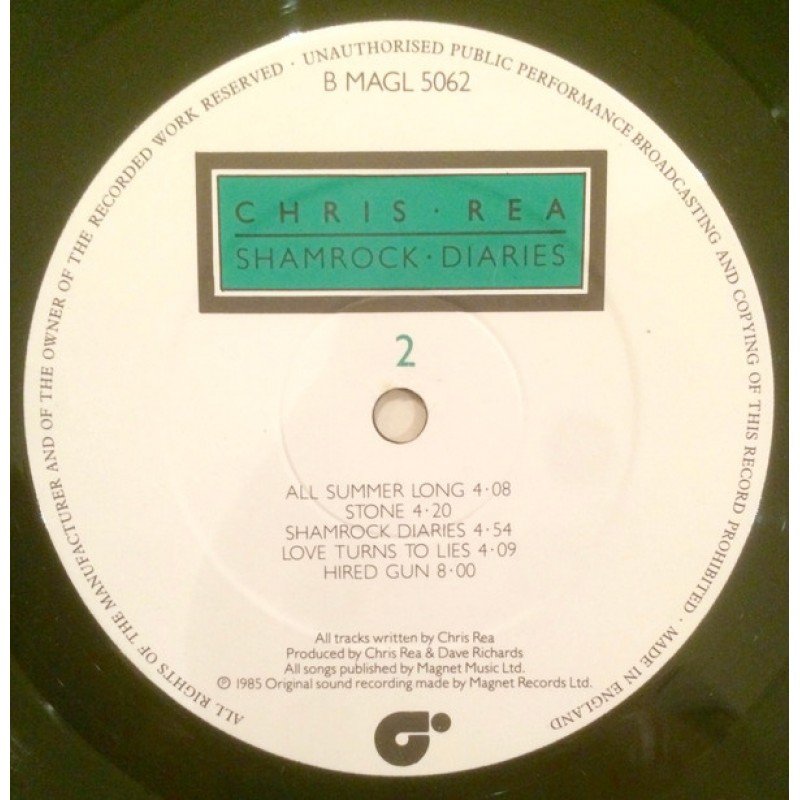 ALL RIGHTS OF THE MANUFACTURER AND OF THE OWNER OF THE RECORDED WORK RESERVED · UNAUTHORISED PUBLIC PERFORMANCE BROADCASTING AND COPYING OF THIS RECORD PROHIBITED · MADE IN ENGLAND
B MAGL 5062
CHRIS · REA
SHAMROCK · DIARIES
2
ALL SUMMER LONG 4·08
STONE 4·20
SHAMROCK DIARIES 4·54
LOVE TURNS TO LIES 4·09
HIRED GUN 8·00
All tracks written by Chris Rea
Produced by Chris Rea & Dave Richards
All songs published by Magnet Music Ltd.
℗ 1985 Original sound recording made by Magnet Records Ltd.